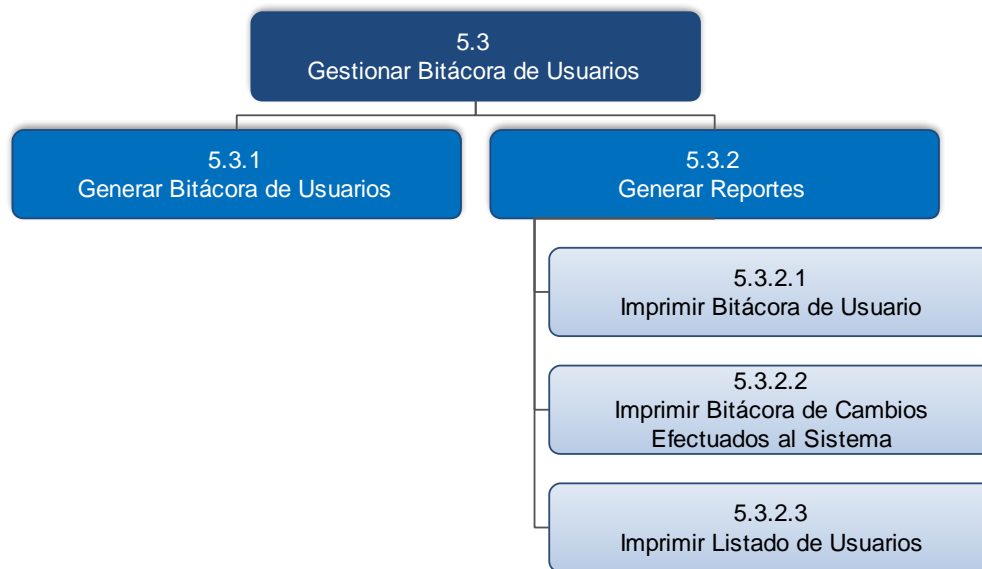 5.3
Gestionar Bitácora de Usuarios
5.3.1
Generar Bitácora de Usuarios
5.3.2
Generar Reportes
5.3.2.1
Imprimir Bitácora de Usuario
5.3.2.2
Imprimir Bitácora de Cambios
Efectuados al Sistema
5.3.2.3
Imprimir Listado de Usuarios